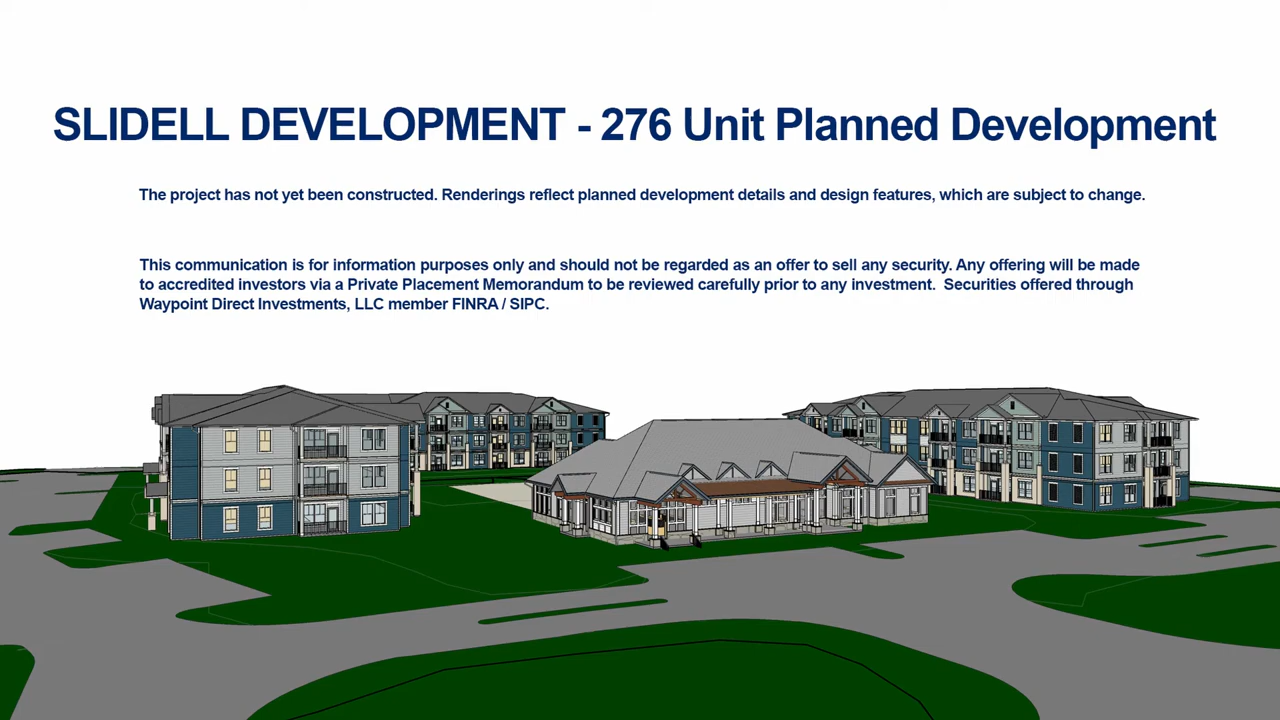 SLIDELL DEVELOPMENT - 276 Unit Planned Development
The project has not yet been constructed. Renderings reflect planned development details and design features, which are subject to change.
This communication is for information purposes only and should not be regarded as an offer to sell any security. Any offering will be made
to accredited investors via a Private Placement Memorandum to be reviewed carefully prior to any investment.  Securities offered through
Waypoint Direct Investments, LLC member FINRA / SIPC.